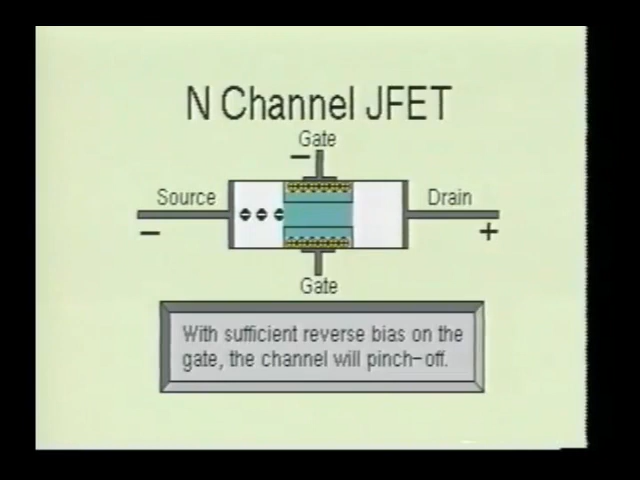 N Channel JFET
Gate
−
Source
Drain
−
+
Gate
With sufficient reverse bias on the
gate, the channel will pinch-off.